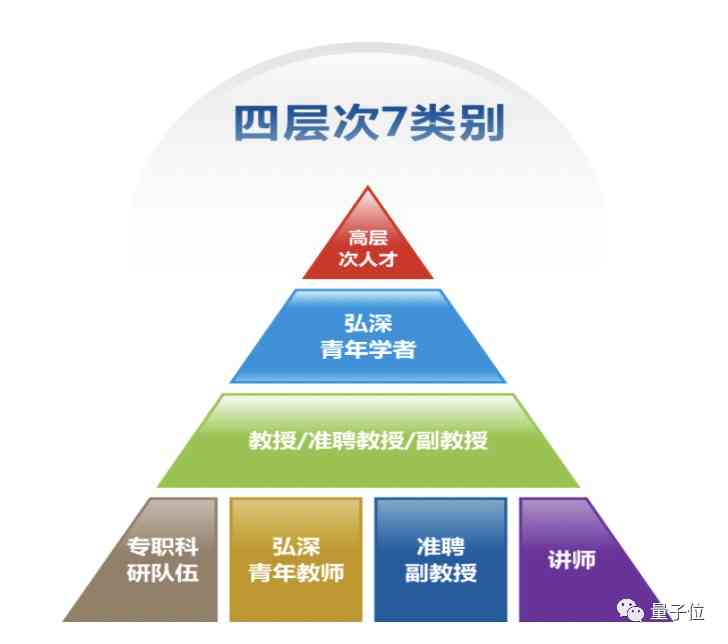 四层次7类别
高层
次人才
弘深
青年学者
教授/准聘教授/副教授
专职科
研队伍
弘深
青年教师
准聘
副教授
讲师
量子位